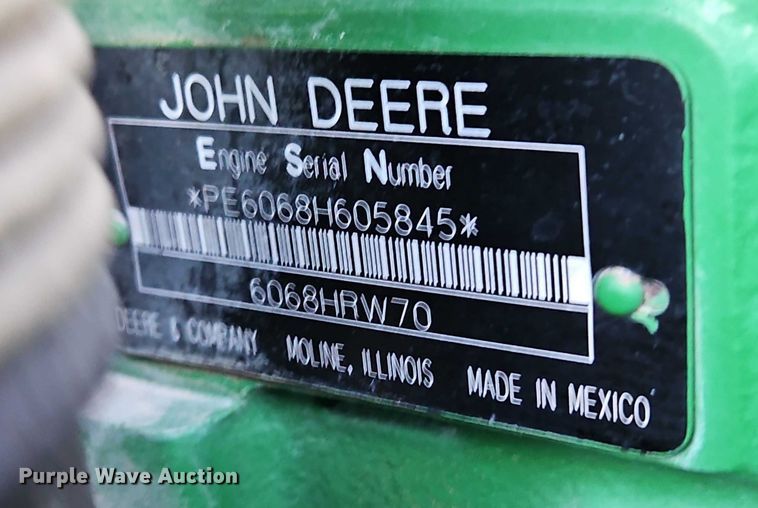 JOHN DEERE
Engine Serial Number
*PE6068H605845*
6068HRW70
DEERE & COMPANY MOLINE, ILLINOIS MADE IN MEXICO
Purple Wave Auction